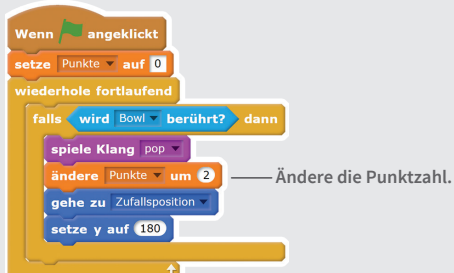 Wenn angeklickt
setze Punkte auf 0
wiederhole fortlaufend
falls wird Bowl berührt? dann
spiele Klang pop
ändere Punkte um 2 Ändere die Punktzahl.
gehe zu Zufallsposition
setze y auf 180